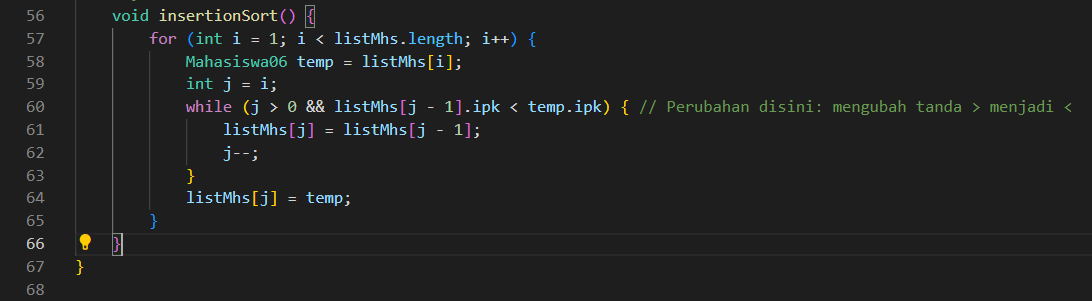 56 void insertionSort() {
57 for (int i = 1; i < listMhs.length; i++) {
58 Mahasiswa06 temp = listMhs[i];
59 int j = i;
60 while (j > 0 && listMhs[j - 1].ipk < temp.ipk) { // Perubahan disini: mengubah tanda > menjadi <
61 listMhs[j] = listMhs[j - 1];
62 j--;
63 }
64 listMhs[j] = temp;
65 }
66 }
67 }
68